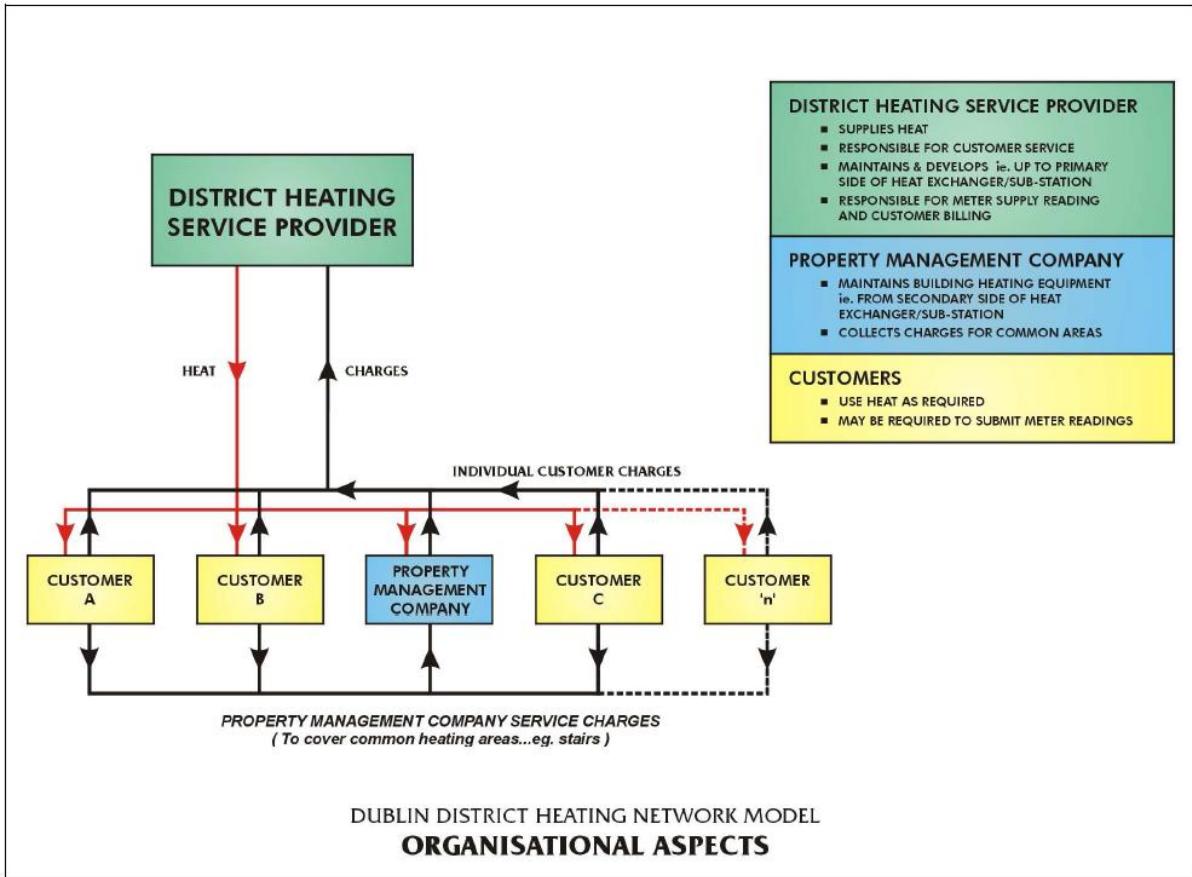 DISTRICT HEATING
SERVICE PROVIDER
HEAT
CHARGES
INDIVIDUAL CUSTOMER CHARGES
CUSTOMER
A
CUSTOMER
B
PROPERTY
MANAGEMENT
COMPANY
CUSTOMER
C
CUSTOMER
'n'
PROPERTY MANAGEMENT COMPANY SERVICE CHARGES
( To cover common heating areas...eg. stairs )
DISTRICT HEATING SERVICE PROVIDER
■ SUPPLIES HEAT
■ RESPONSIBLE FOR CUSTOMER SERVICE
■ MAINTAINS & DEVELOPS ie. UP TO PRIMARY
SIDE OF HEAT EXCHANGER/SUB-STATION
■ RESPONSIBLE FOR METER SUPPLY READING
AND CUSTOMER BILLING
PROPERTY MANAGEMENT COMPANY
■ MAINTAINS BUILDING HEATING EQUIPMENT
ie. FROM SECONDARY SIDE OF HEAT
EXCHANGER/SUB-STATION
■ COLLECTS CHARGES FOR COMMON AREAS
CUSTOMERS
■ USE HEAT AS REQUIRED
■ MAY BE REQUIRED TO SUBMIT METER READINGS
DUBLIN DISTRICT HEATING NETWORK MODEL
ORGANISATIONAL ASPECTS